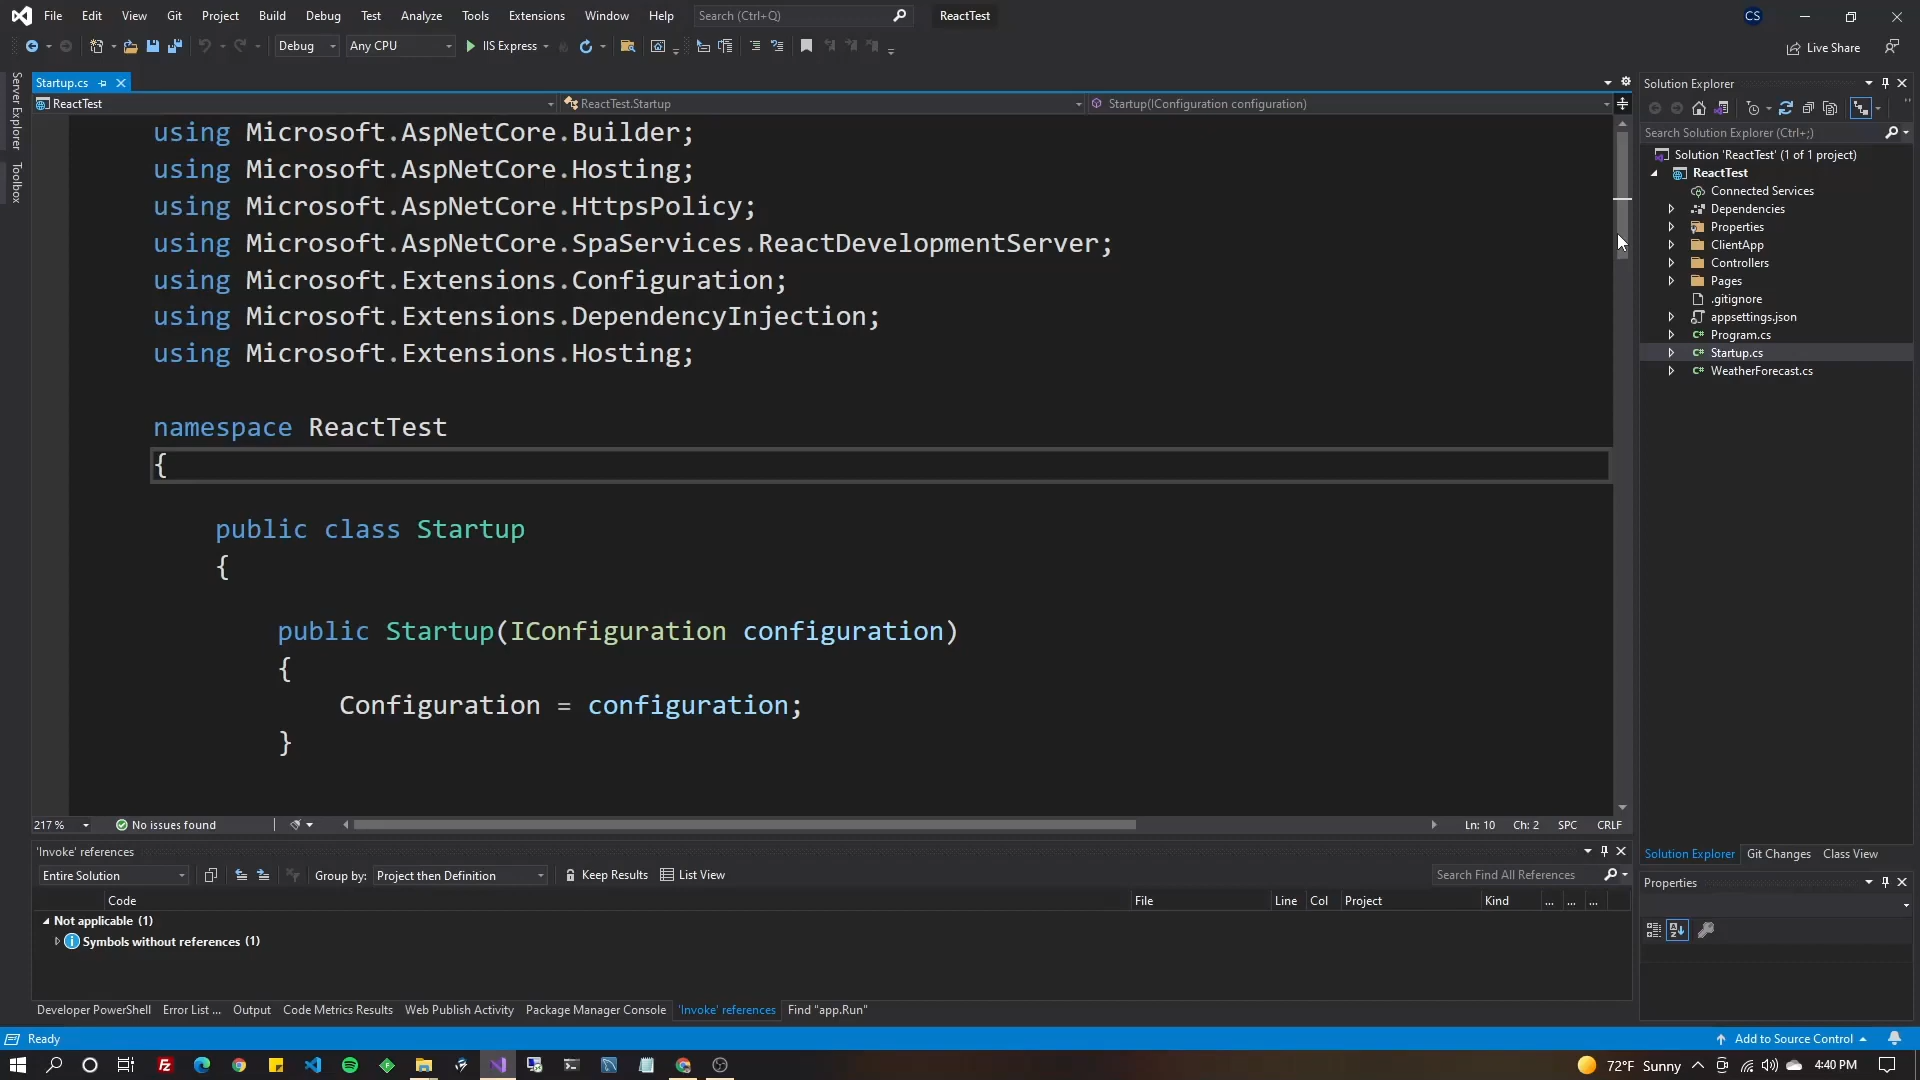 File Edit View Git Project Build Debug Test Analyze Tools Extensions Window Help Search (Ctrl+Q) ReactTest CS
Debug Any CPU IIS Express Live Share
Server Explorer
Toolbox
Startup.cs
ReactTest ReactTest.Startup Startup(IConfiguration configuration)
using Microsoft.AspNetCore.Builder;
using Microsoft.AspNetCore.Hosting;
using Microsoft.AspNetCore.HttpsPolicy;
using Microsoft.AspNetCore.SpaServices.ReactDevelopmentServer;
using Microsoft.Extensions.Configuration;
using Microsoft.Extensions.DependencyInjection;
using Microsoft.Extensions.Hosting;
namespace ReactTest
{
public class Startup
{
public Startup(IConfiguration configuration)
{
Configuration = configuration;
}
217 % No issues found Ln: 10 Ch: 2 SPC CRLF
Solution Explorer
Search Solution Explorer (Ctrl+;)
Solution 'ReactTest' (1 of 1 project)
ReactTest
Connected Services
Dependencies
Properties
ClientApp
Controllers
Pages
.gitignore
appsettings.json
C# Program.cs
C# Startup.cs
C# WeatherForecast.cs
Solution Explorer Git Changes Class View
Properties
'Invoke' references
Entire Solution Group by: Project then Definition Keep Results List View Search Find All References
Code File Line Col Project Kind ... ... ...
Not applicable (1)
Symbols without references (1)
Developer PowerShell Error List ... Output Code Metrics Results Web Publish Activity Package Manager Console 'Invoke' references Find "app.Run"
Ready Add to Source Control
72°F Sunny 4:40 PM